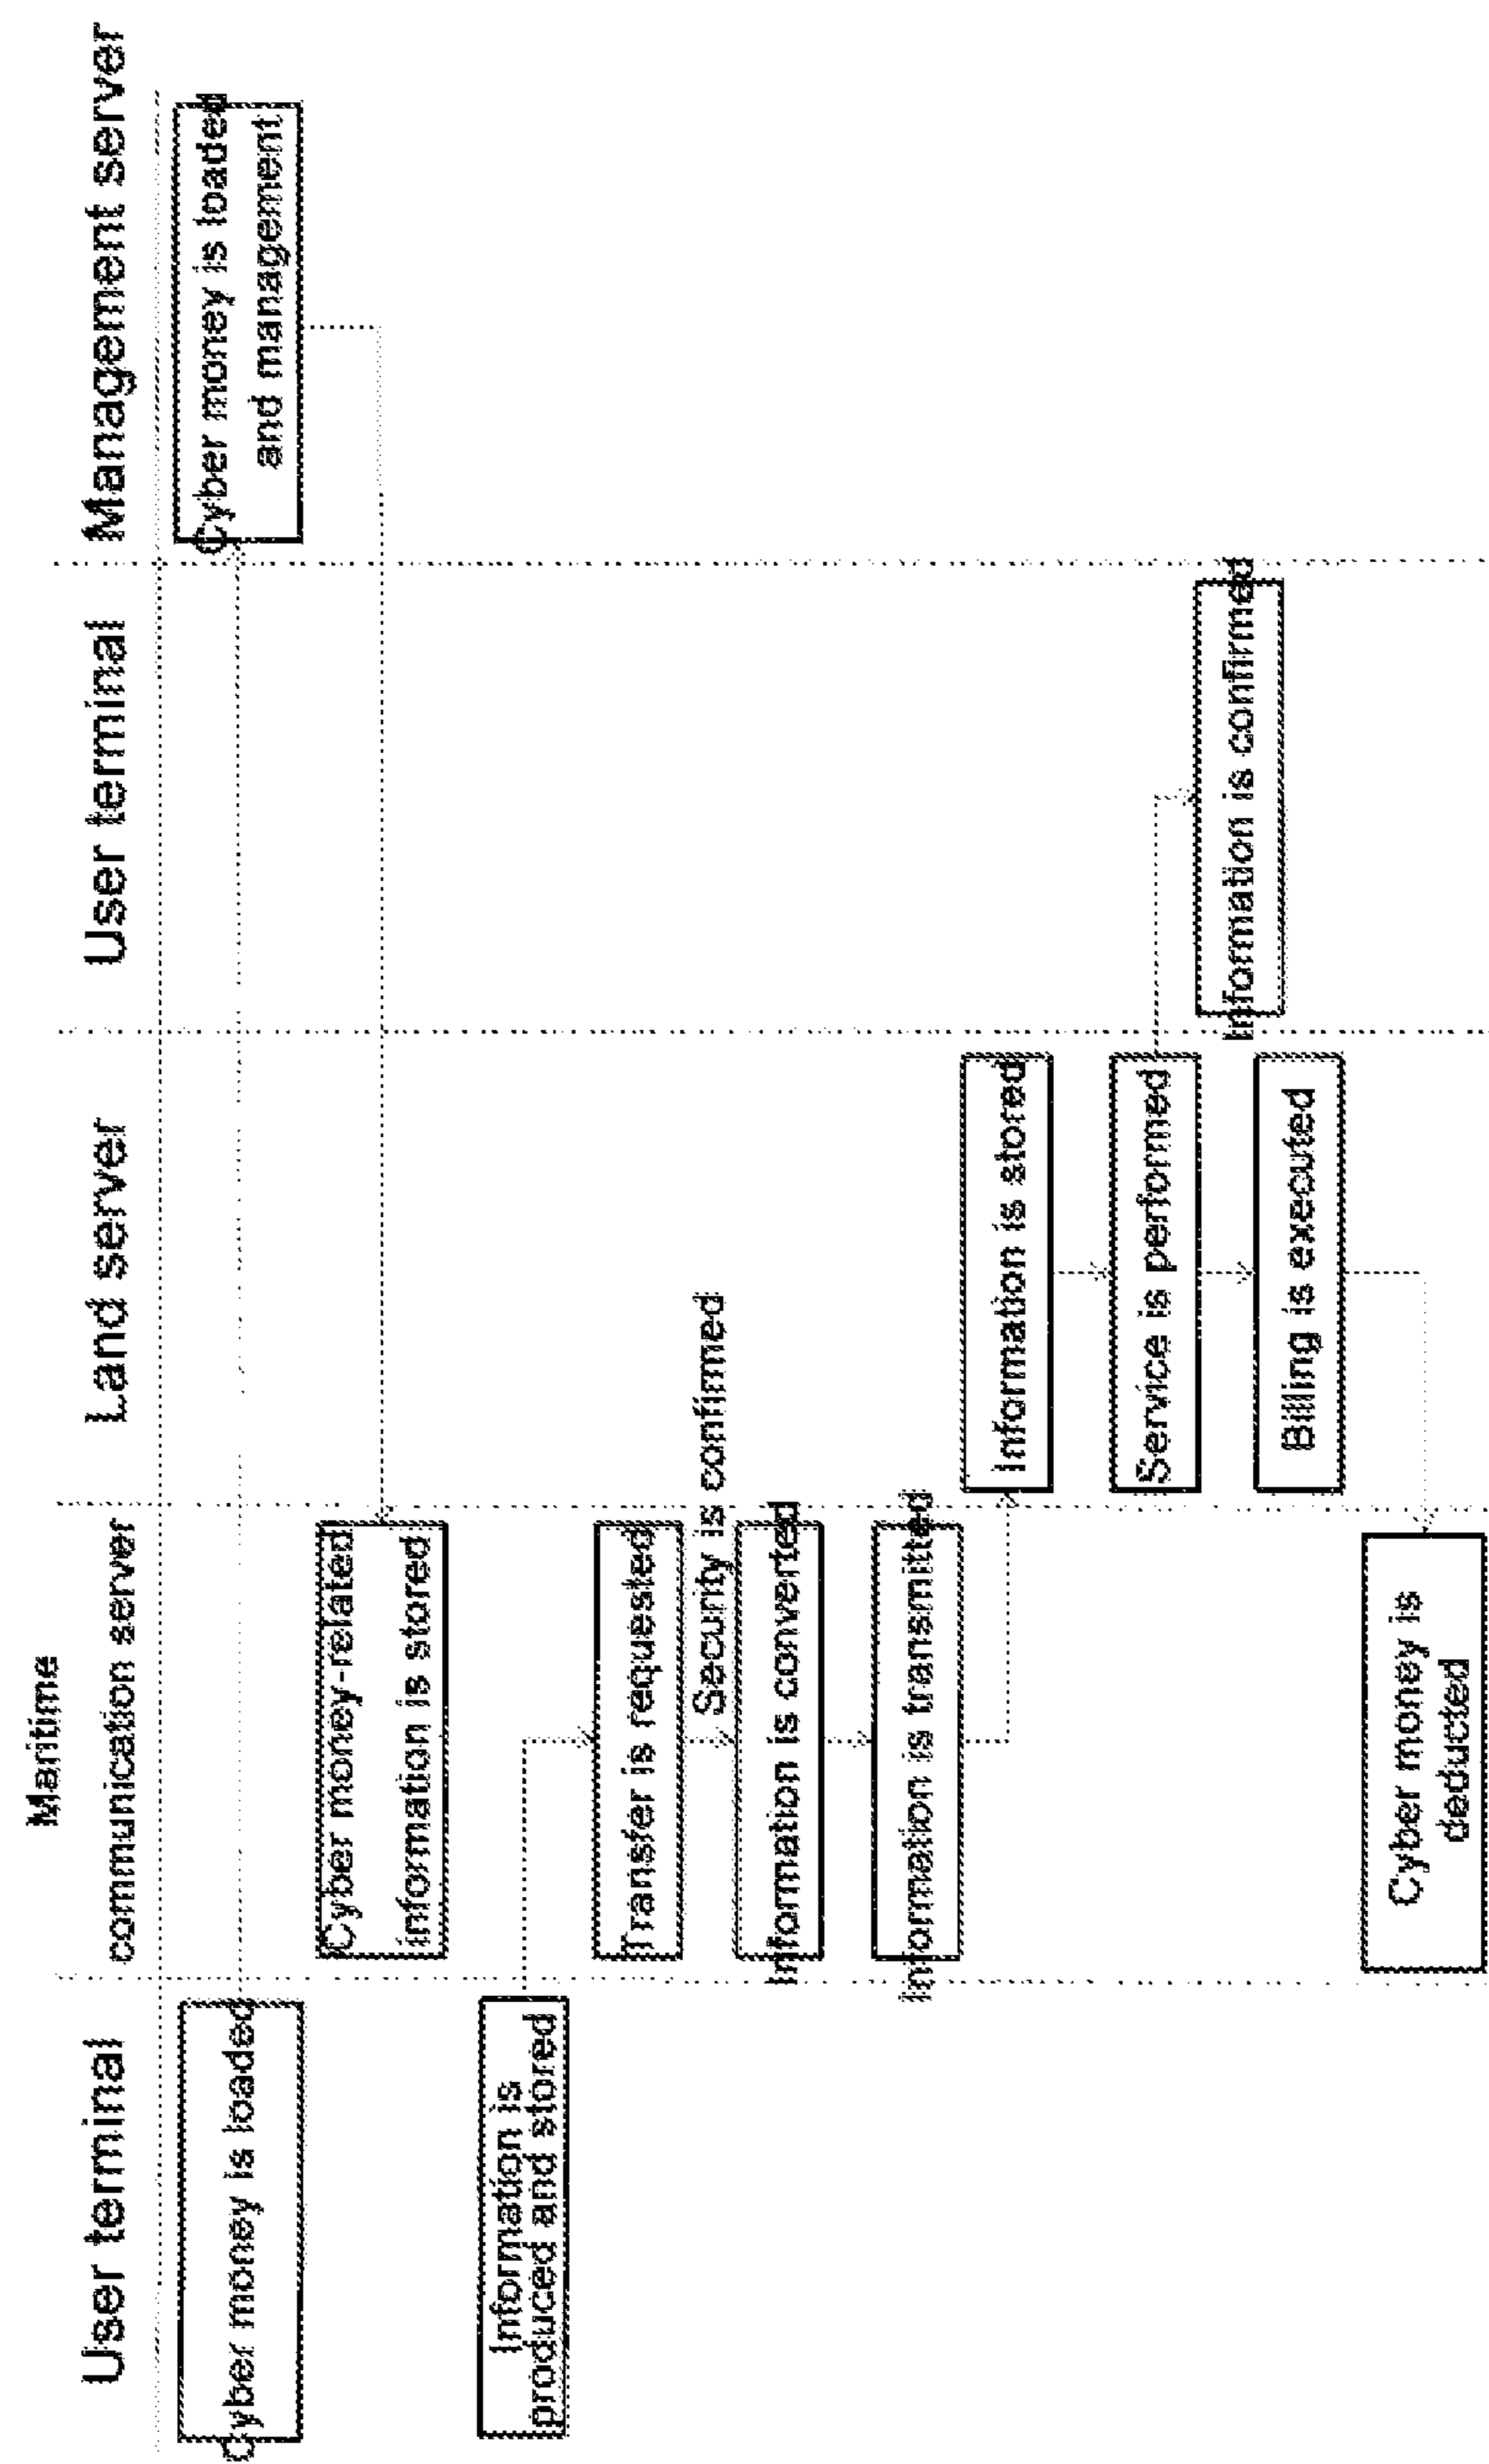 User terminal
Maritime
communication server
Land server
User terminal
Management server
Cyber money is loaded
Cyber money is loaded
and management
Cyber money-related
information is stored
Information is
produced and stored
Transfer is requested
Security is confirmed
Information is converted
Information is transmitted
Information is stored
Service is performed
Information is confirmed
Billing is executed
Cyber money is
deducted